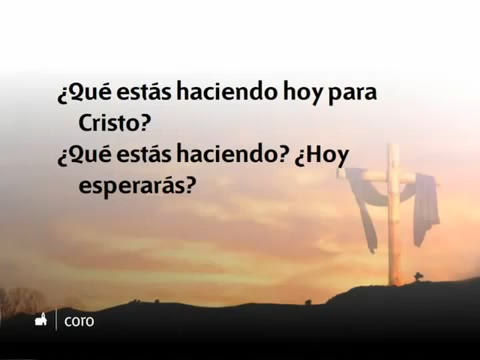 ¿Qué estás haciendo hoy para
Cristo?
¿Qué estás haciendo? ¿Hoy
esperarás?
coro